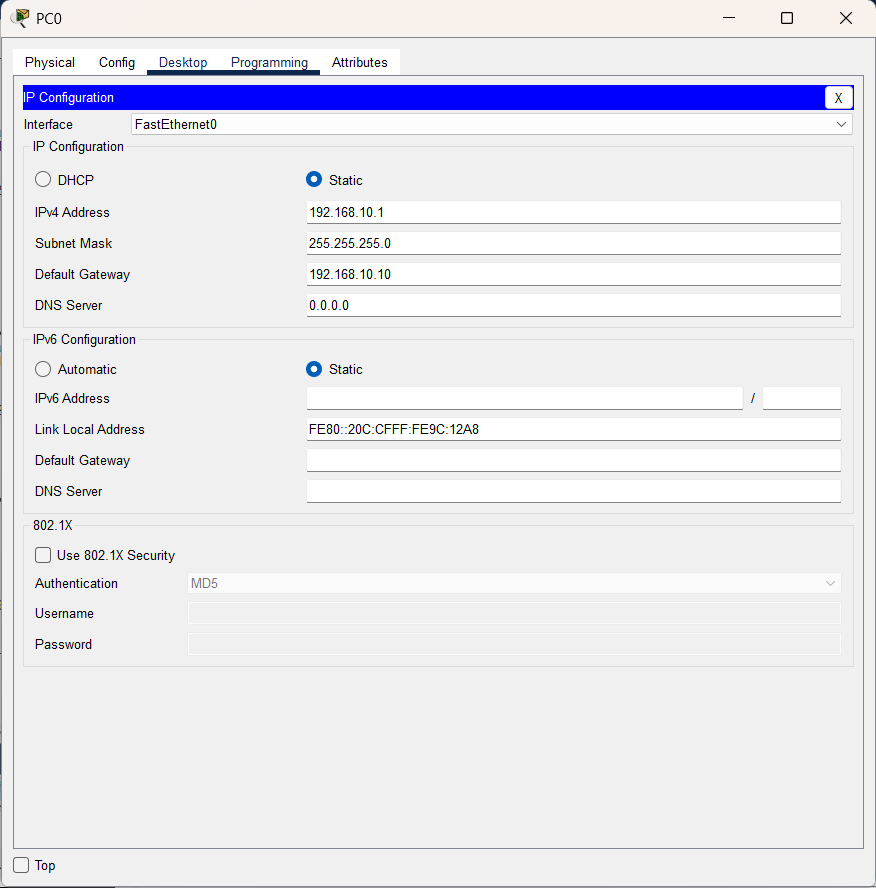 PC0
Physical Config Desktop Programming Attributes
IP Configuration
X
Interface FastEthernet0
IP Configuration
DHCP Static
IPv4 Address 192.168.10.1
Subnet Mask 255.255.255.0
Default Gateway 192.168.10.10
DNS Server 0.0.0.0
IPv6 Configuration
Automatic Static
IPv6 Address /
Link Local Address FE80::20C:CFFF:FE9C:12A8
Default Gateway
DNS Server
802.1X
Use 802.1X Security
Authentication MD5
Username
Password
Top